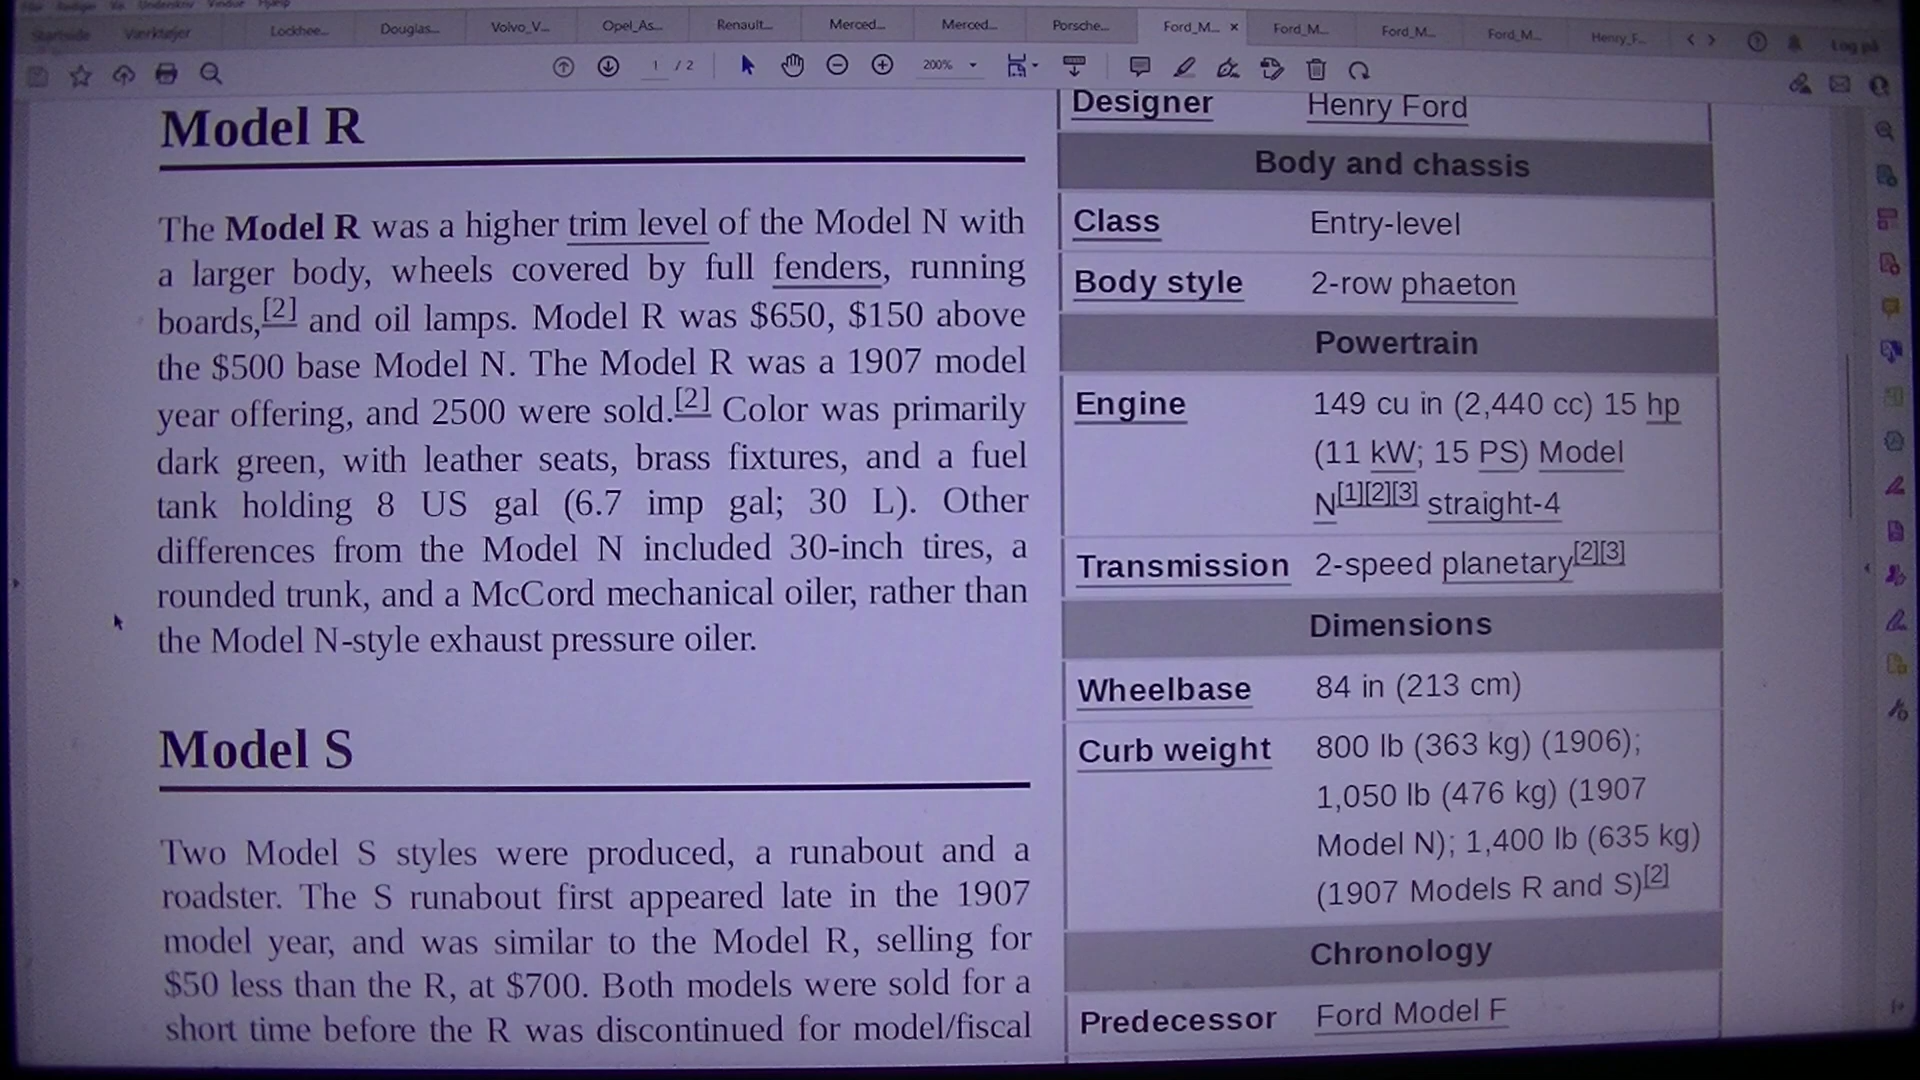 Startside Værktøjer Lockhee... Douglas... Volvo_V... Opel_As... Renault... Merced... Merced... Porsche... Ford_M... × Ford_M... Ford_M... Ford_M... Henry_F... Log på
1 / 2 200%
Model R
The Model R was a higher trim level of the Model N with
a larger body, wheels covered by full fenders, running
boards,[2] and oil lamps. Model R was $650, $150 above
the $500 base Model N. The Model R was a 1907 model
year offering, and 2500 were sold.[2] Color was primarily
dark green, with leather seats, brass fixtures, and a fuel
tank holding 8 US gal (6.7 imp gal; 30 L). Other
differences from the Model N included 30-inch tires, a
rounded trunk, and a McCord mechanical oiler, rather than
the Model N-style exhaust pressure oiler.
Model S
Two Model S styles were produced, a runabout and a
roadster. The S runabout first appeared late in the 1907
model year, and was similar to the Model R, selling for
$50 less than the R, at $700. Both models were sold for a
short time before the R was discontinued for model/fiscal
Designer Henry Ford
Body and chassis
Class Entry-level
Body style 2-row phaeton
Powertrain
Engine 149 cu in (2,440 cc) 15 hp
(11 kW; 15 PS) Model
N[1][2][3] straight-4
Transmission 2-speed planetary[2][3]
Dimensions
Wheelbase 84 in (213 cm)
Curb weight 800 lb (363 kg) (1906);
1,050 lb (476 kg) (1907
Model N); 1,400 lb (635 kg)
(1907 Models R and S)[2]
Chronology
Predecessor Ford Model F